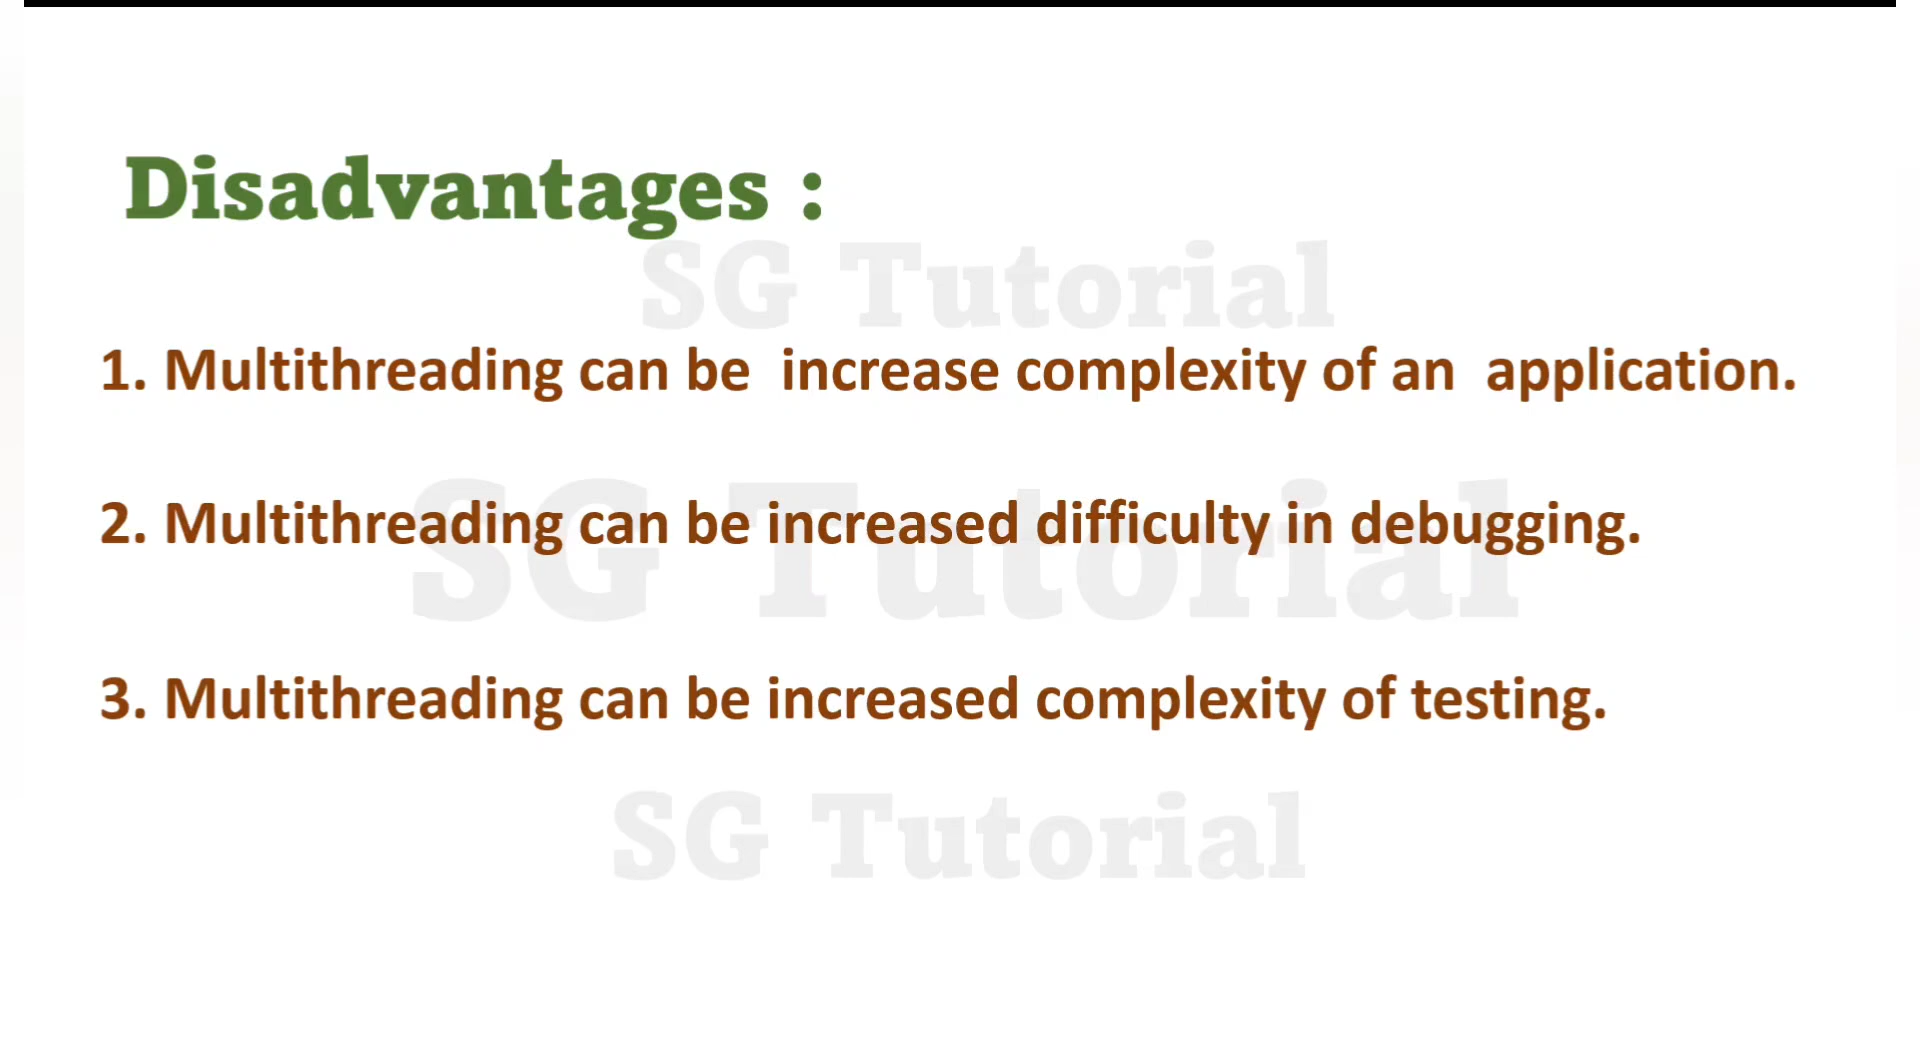 Disadvantages :
SG Tutorial
1. Multithreading can be increase complexity of an application.
2. Multithreading can be increased difficulty in debugging.
SG Tutorial
3. Multithreading can be increased complexity of testing.
SG Tutorial